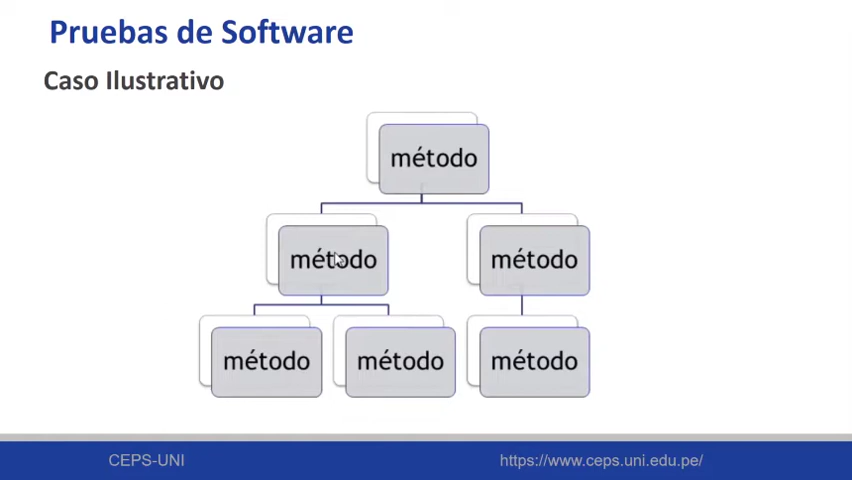 Pruebas de Software
Caso Ilustrativo
método
método
método
método
método
método
CEPS-UNI
https://www.ceps.uni.edu.pe/